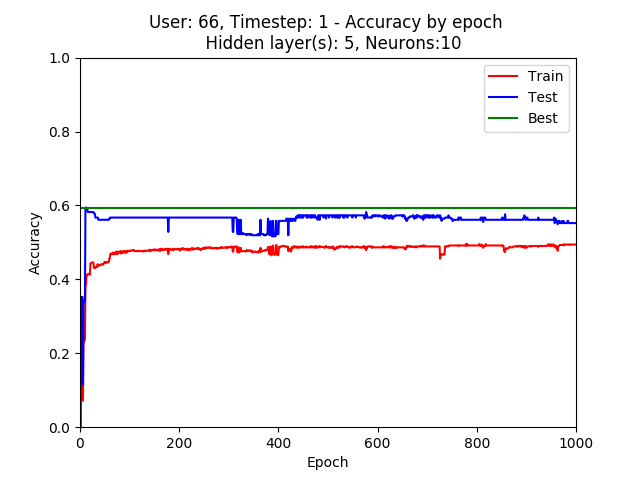 User: 66, Timestep: 1 - Accuracy by epoch
Hidden layer(s): 5, Neurons:10
1.0
0.8
0.6
0.4
0.2
0.0
Accuracy
Train
Test
Best
0
200
400
600
800
1000
Epoch